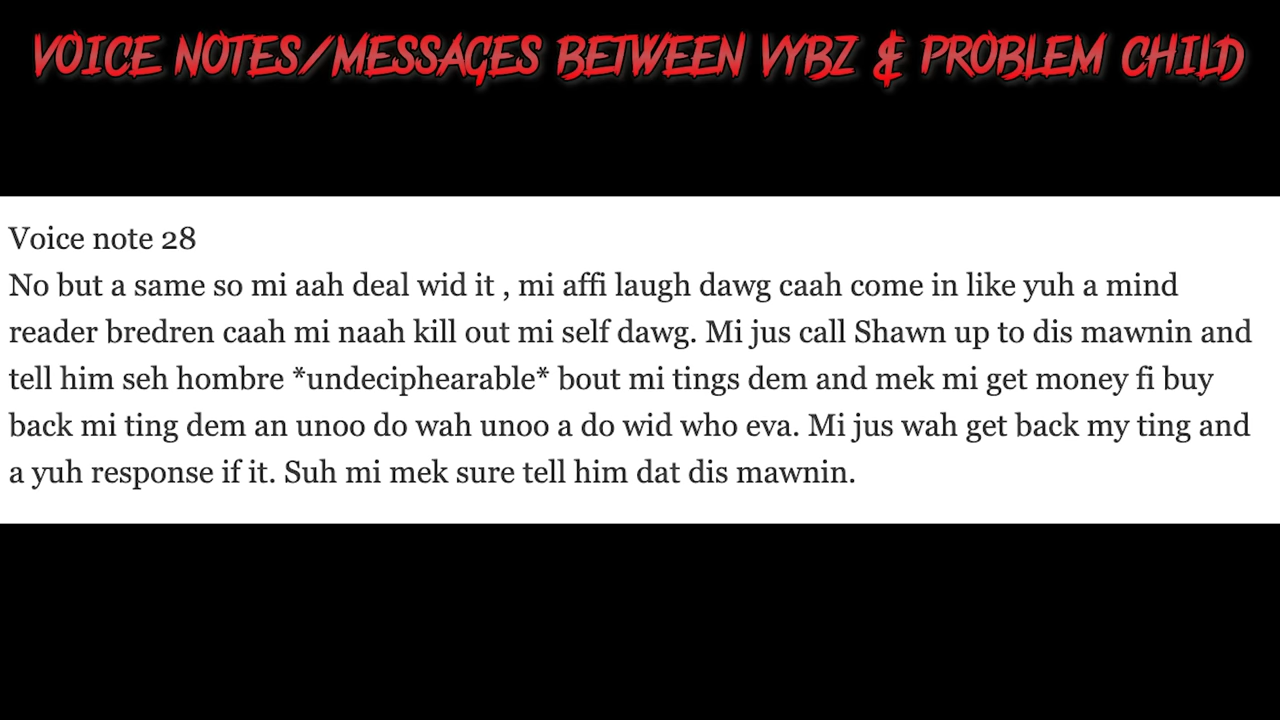 VOICE NOTES/MESSAGES BETWEEN VYBZ & PROBLEM CHILD
Voice note 28
No but a same so mi aah deal wid it , mi affi laugh dawg caah come in like yuh a mind
reader bredren caah mi naah kill out mi self dawg. Mi jus call Shawn up to dis mawnin and
tell him seh hombre *undeciphearable* bout mi tings dem and mek mi get money fi buy
back mi ting dem an unoo do wah unoo a do wid who eva. Mi jus wah get back my ting and
a yuh response if it. Suh mi mek sure tell him dat dis mawnin.